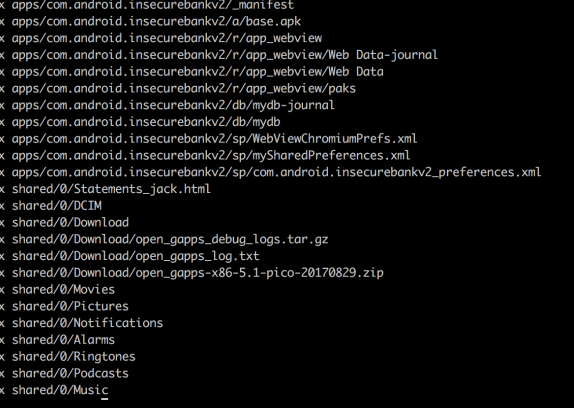 x apps/com.android.insecurebankv2/_manifest
x apps/com.android.insecurebankv2/a/base.apk
x apps/com.android.insecurebankv2/r/app_webview
x apps/com.android.insecurebankv2/r/app_webview/Web Data-journal
x apps/com.android.insecurebankv2/r/app_webview/Web Data
x apps/com.android.insecurebankv2/r/app_webview/paks
x apps/com.android.insecurebankv2/db/mydb-journal
x apps/com.android.insecurebankv2/db/mydb
x apps/com.android.insecurebankv2/sp/WebViewChromiumPrefs.xml
x apps/com.android.insecurebankv2/sp/mySharedPreferences.xml
x apps/com.android.insecurebankv2/sp/com.android.insecurebankv2_preferences.xml
x shared/0/Statements_jack.html
x shared/0/DCIM
x shared/0/Download
x shared/0/Download/open_gapps_debug_logs.tar.gz
x shared/0/Download/open_gapps_log.txt
x shared/0/Download/open_gapps-x86-5.1-pico-20170829.zip
x shared/0/Movies
x shared/0/Pictures
x shared/0/Notifications
x shared/0/Alarms
x shared/0/Ringtones
x shared/0/Podcasts
x shared/0/Music